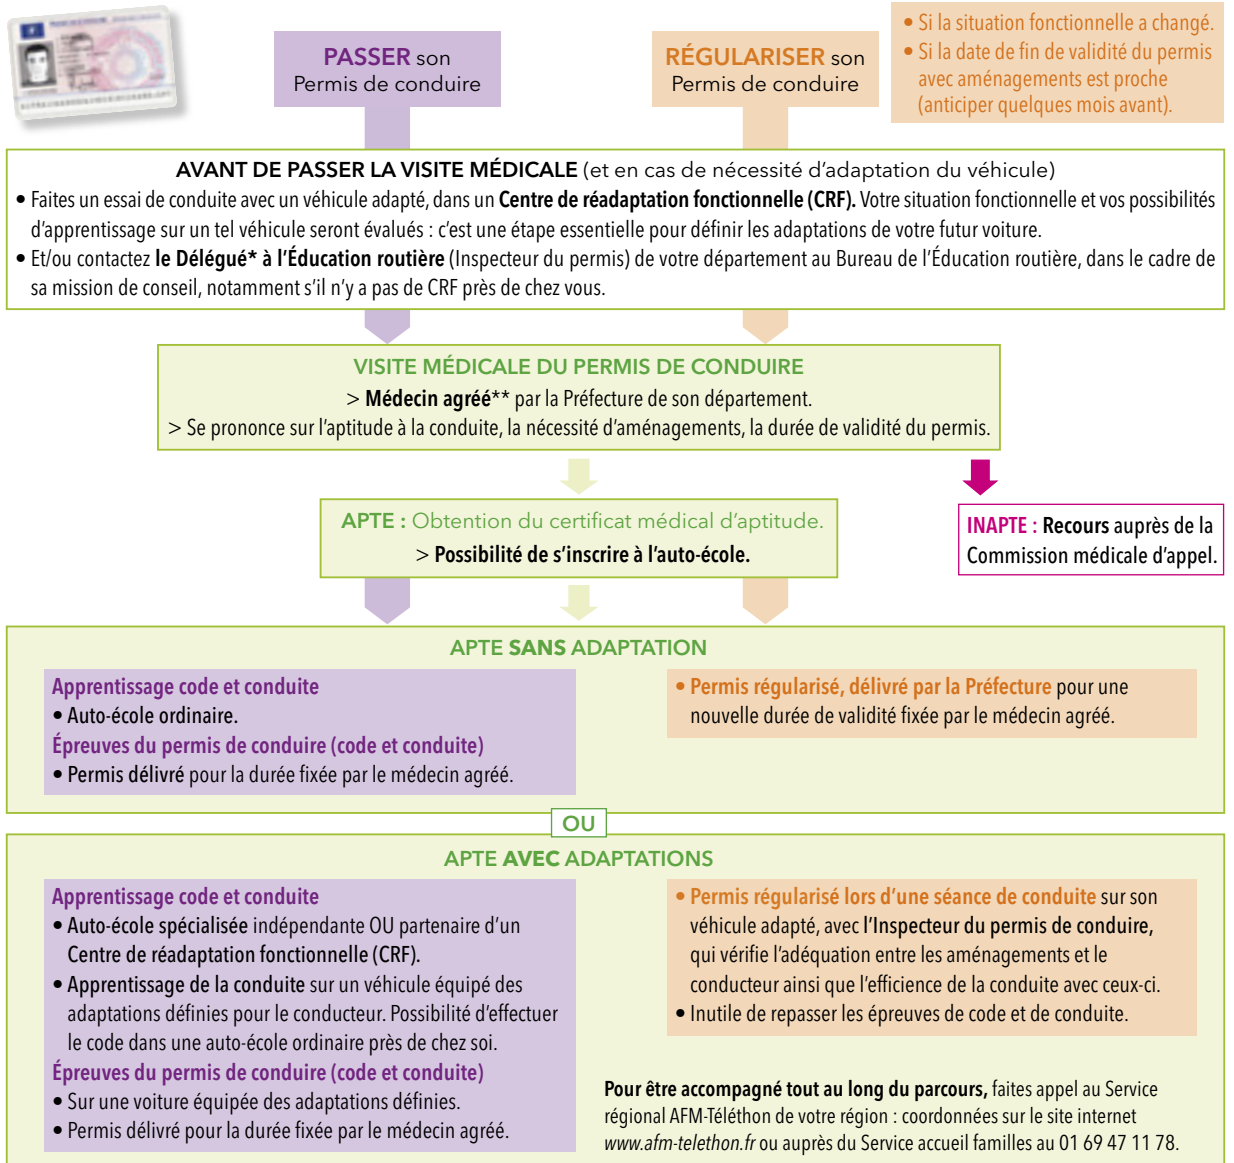 PASSER son
Permis de conduire
RÉGULARISER son
Permis de conduire
• Si la situation fonctionnelle a changé.
• Si la date de fin de validité du permis
avec aménagements est proche
(anticiper quelques mois avant).
AVANT DE PASSER LA VISITE MÉDICALE (et en cas de nécessité d'adaptation du véhicule)
• Faites un essai de conduite avec un véhicule adapté, dans un Centre de réadaptation fonctionnelle (CRF). Votre situation fonctionnelle et vos possibilités
d'apprentissage sur un tel véhicule seront évalués : c'est une étape essentielle pour définir les adaptations de votre futur voiture.
• Et/ou contactez le Délégué* à l'Éducation routière (Inspecteur du permis) de votre département au Bureau de l'Éducation routière, dans le cadre de
sa mission de conseil, notamment s'il n'y a pas de CRF près de chez vous.
VISITE MÉDICALE DU PERMIS DE CONDUIRE
> Médecin agréé** par la Préfecture de son département.
> Se prononce sur l'aptitude à la conduite, la nécessité d'aménagements, la durée de validité du permis.
APTE : Obtention du certificat médical d'aptitude.
> Possibilité de s'inscrire à l'auto-école.
INAPTE : Recours auprès de la
Commission médicale d'appel.
APTE SANS ADAPTATION
Apprentissage code et conduite
• Auto-école ordinaire.
Épreuves du permis de conduire (code et conduite)
• Permis délivré pour la durée fixée par le médecin agréé.
• Permis régularisé, délivré par la Préfecture pour une
nouvelle durée de validité fixée par le médecin agréé.
OU
APTE AVEC ADAPTATIONS
Apprentissage code et conduite
• Auto-école spécialisée indépendante OU partenaire d'un
Centre de réadaptation fonctionnelle (CRF).
• Apprentissage de la conduite sur un véhicule équipé des
adaptations définies pour le conducteur. Possibilité d'effectuer
le code dans une auto-école ordinaire près de chez soi.
Épreuves du permis de conduire (code et conduite)
• Sur une voiture équipée des adaptations définies.
• Permis délivré pour la durée fixée par le médecin agréé.
• Permis régularisé lors d'une séance de conduite sur son
véhicule adapté, avec l'Inspecteur du permis de conduire,
qui vérifie l'adéquation entre les aménagements et le
conducteur ainsi que l'efficience de la conduite avec ceux-ci.
• Inutile de repasser les épreuves de code et de conduite.
Pour être accompagné tout au long du parcours, faites appel au Service
régional AFM-Téléthon de votre région : coordonnées sur le site internet
www.afm-telethon.fr ou auprès du Service accueil familles au 01 69 47 11 78.